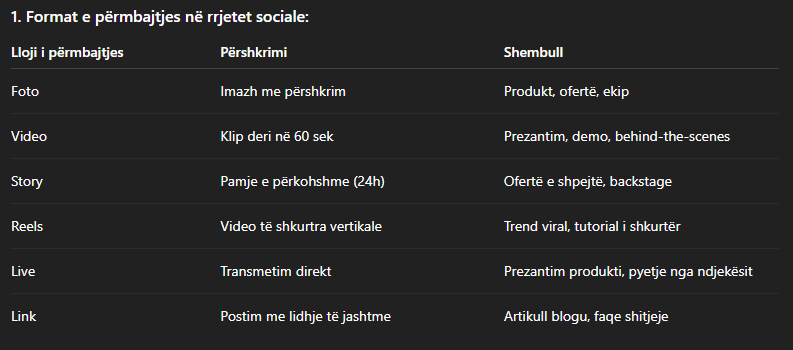 1. Format e përmbajtjes në rrjetet sociale:
Lloji i përmbajtjes Përshkrimi Shembull
Foto Imazh me përshkrim Produkt, ofertë, ekip
Video Klip deri në 60 sek Prezantim, demo, behind-the-scenes
Story Pamje e përkohshme (24h) Ofertë e shpejtë, backstage
Reels Video të shkurtra vertikale Trend viral, tutorial i shkurtër
Live Transmetim direkt Prezantim produkti, pyetje nga ndjekësit
Link Postim me lidhje të jashtme Artikull blogu, faqe shitjeje